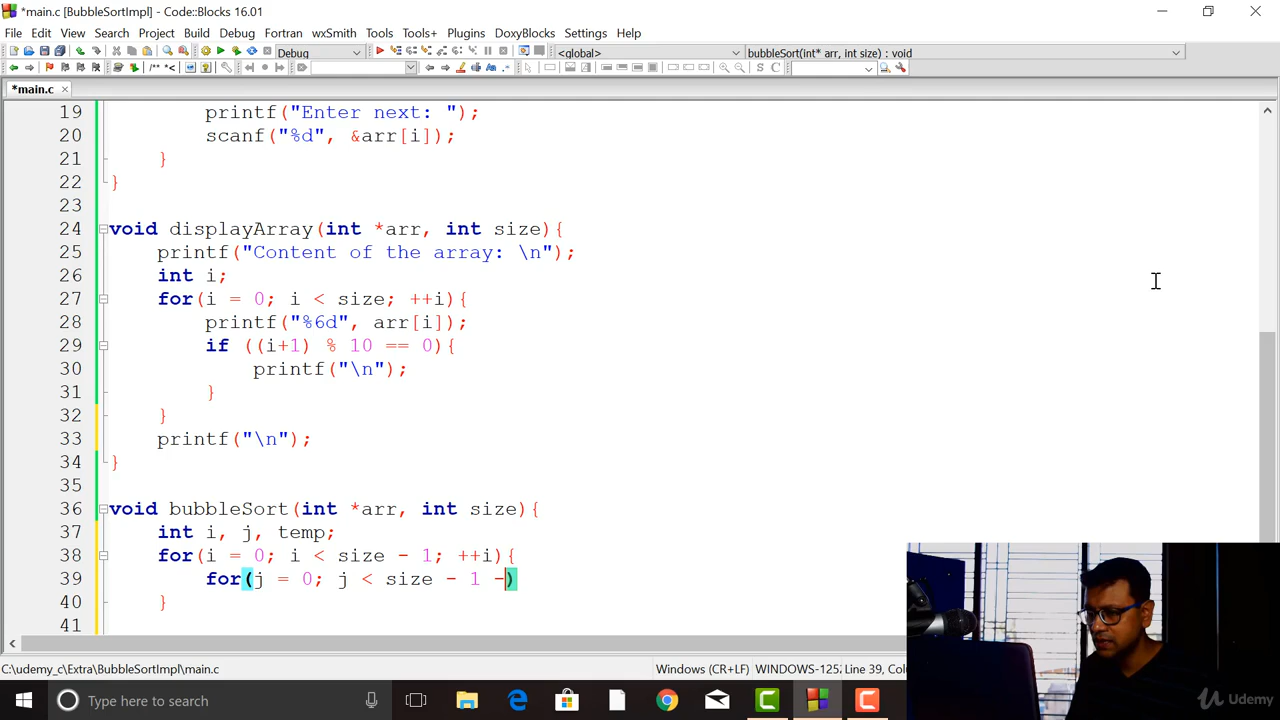 *main.c [BubbleSortImpl] - Code::Blocks 16.01
File Edit View Search Project Build Debug Fortran wxSmith Tools Tools+ Plugins DoxyBlocks Settings Help
Debug <global> bubbleSort(int* arr, int size) : void
/** *<
*main.c ×
19 printf("Enter next: ");
20 scanf("%d", &arr[i]);
21 }
22 }
23
24 void displayArray(int *arr, int size){
25 printf("Content of the array: \n");
26 int i;
27 for(i = 0; i < size; ++i){
28 printf("%6d", arr[i]);
29 if ((i+1) % 10 == 0){
30 printf("\n");
31 }
32 }
33 printf("\n");
34 }
35
36 void bubbleSort(int *arr, int size){
37 int i, j, temp;
38 for(i = 0; i < size - 1; ++i){
39 for(j = 0; j < size - 1 -)
40 }
41
C:\udemy_c\Extra\BubbleSortImpl\main.c Windows (CR+LF) WINDOWS-125 Line 39, Co
Type here to search
Udemy